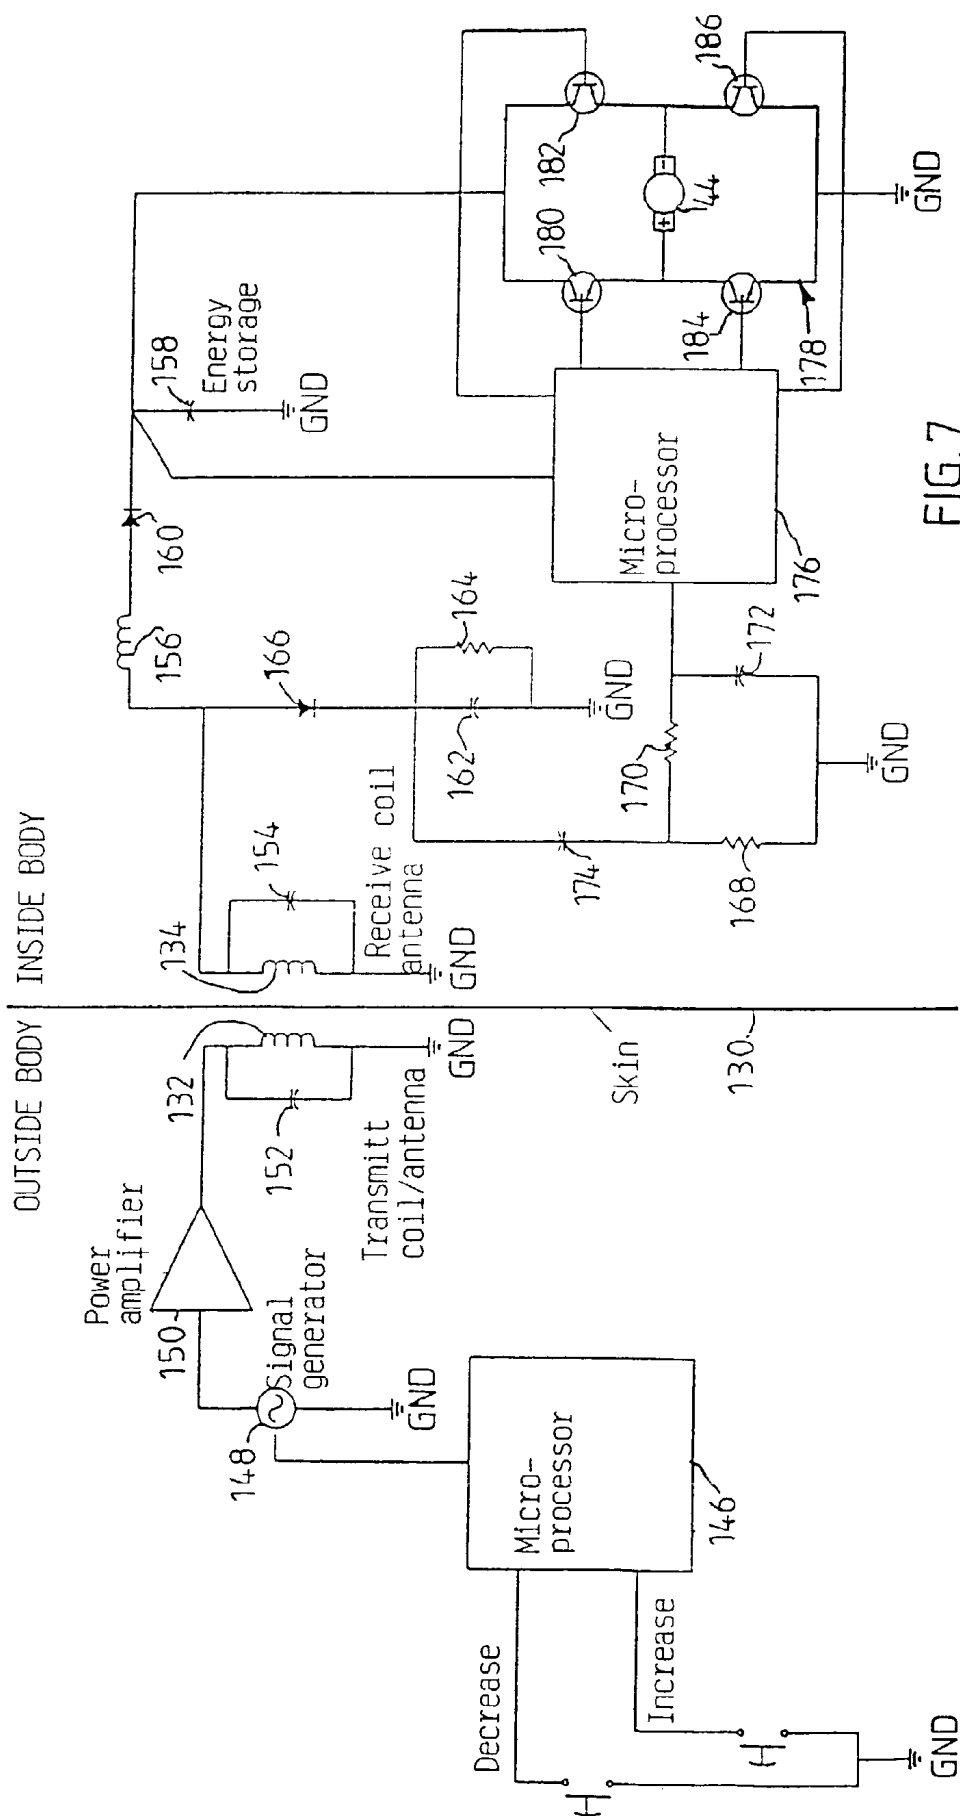 OUTSIDE BODY
INSIDE BODY
Power
amplifier
150
132
134
152
154
Transmitt
coil/antenna
GND
Receive coil
antenna
GND
148
Signal
generator
GND
Micro-
processor
146
Decrease
Increase
GND
Skin
130
156
160
158
Energy
storage
GND
166
164
162
GND
174
170
172
168
GND
Micro-
processor
176
180
182
184
186
144
178
GND
FIG. 7